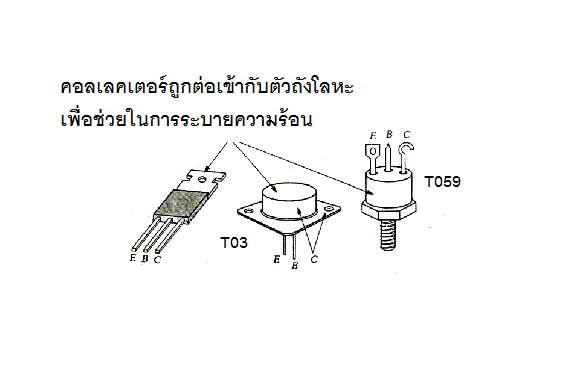 คอลเลคเตอร์ถูกต่อเข้ากับตัวถังโลหะ
เพื่อช่วยในการระบายความร้อน
E B C
T059
E B C
T03
E B C